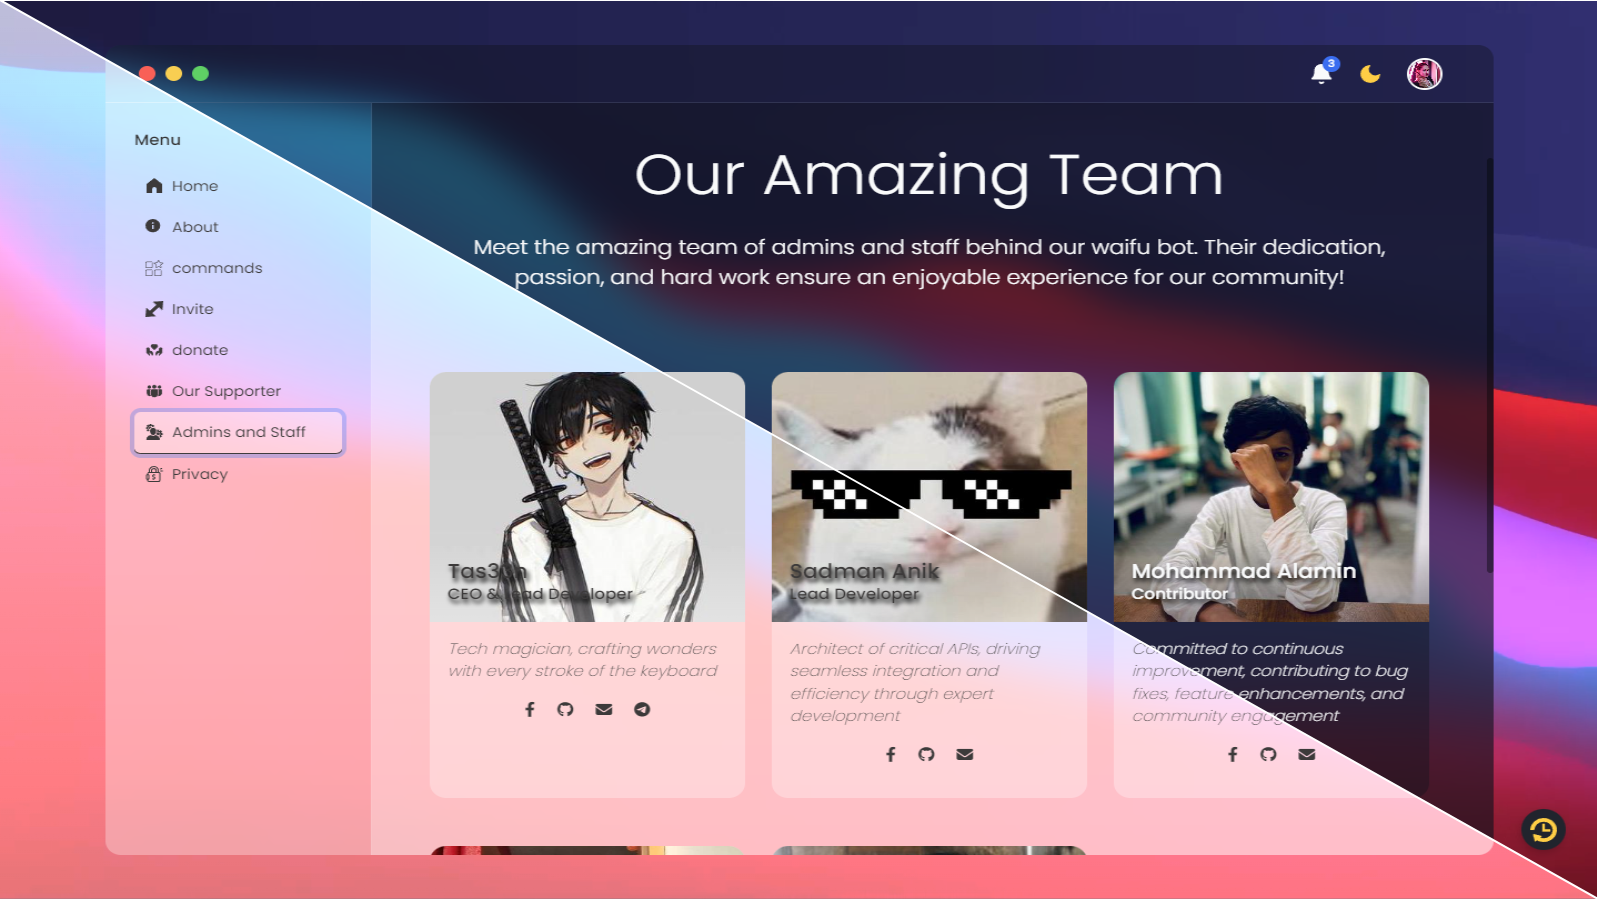 3
Menu
Home
About
commands
Invite
donate
Our Supporter
Admins and Staff
Privacy
Our Amazing Team
Meet the amazing team of admins and staff behind our waifu bot. Their dedication,
passion, and hard work ensure an enjoyable experience for our community!
Tas33n
CEO & Lead Developer
Tech magician, crafting wonders
with every stroke of the keyboard
Sadman Anik
Lead Developer
Architect of critical APIs, driving
seamless integration and
efficiency through expert
development
Mohammad Alamin
Contributor
Committed to continuous
improvement, contributing to bug
fixes, feature enhancements, and
community engagement